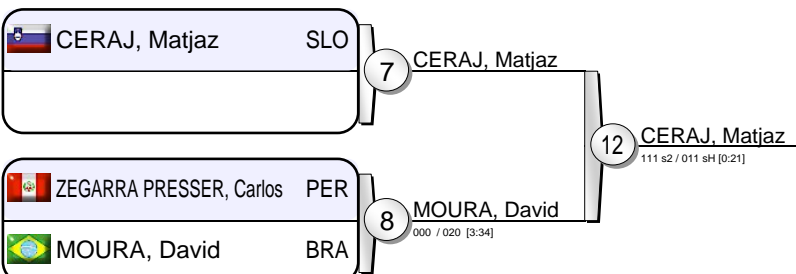 CERAJ, Matjaz SLO
7 CERAJ, Matjaz
12 CERAJ, Matjaz
111 s2 / 011 sH [0:21]
ZEGARRA PRESSER, Carlos PER
8 MOURA, David
000 / 020 [3:34]
MOURA, David BRA